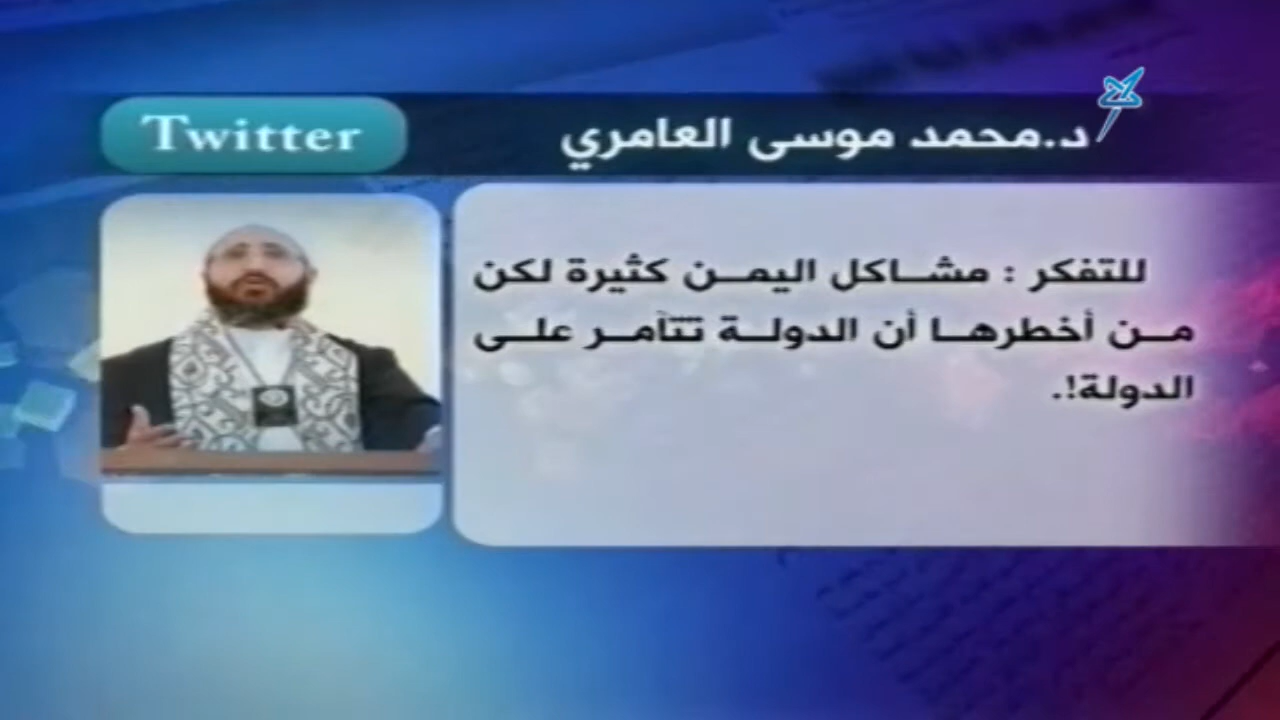 Twitter
د.محمد موسى العامري
للتفكر : مشاكل اليمن كثيرة لكن
من أخطرها أن الدولة تتآمر على
الدولة!.